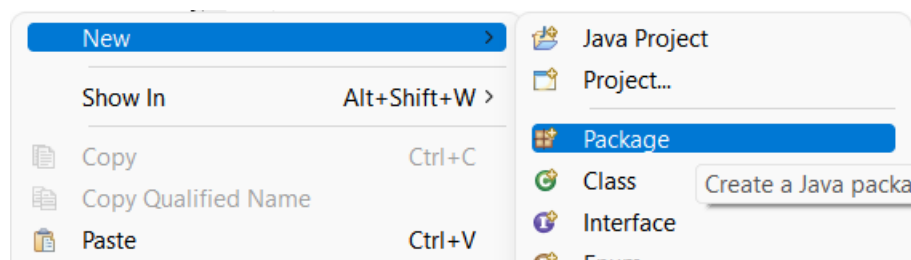 New
Show In Alt+Shift+W
Copy Ctrl+C
Copy Qualified Name
Paste Ctrl+V
Java Project
Project...
Package
Class
Create a Java packa
Interface